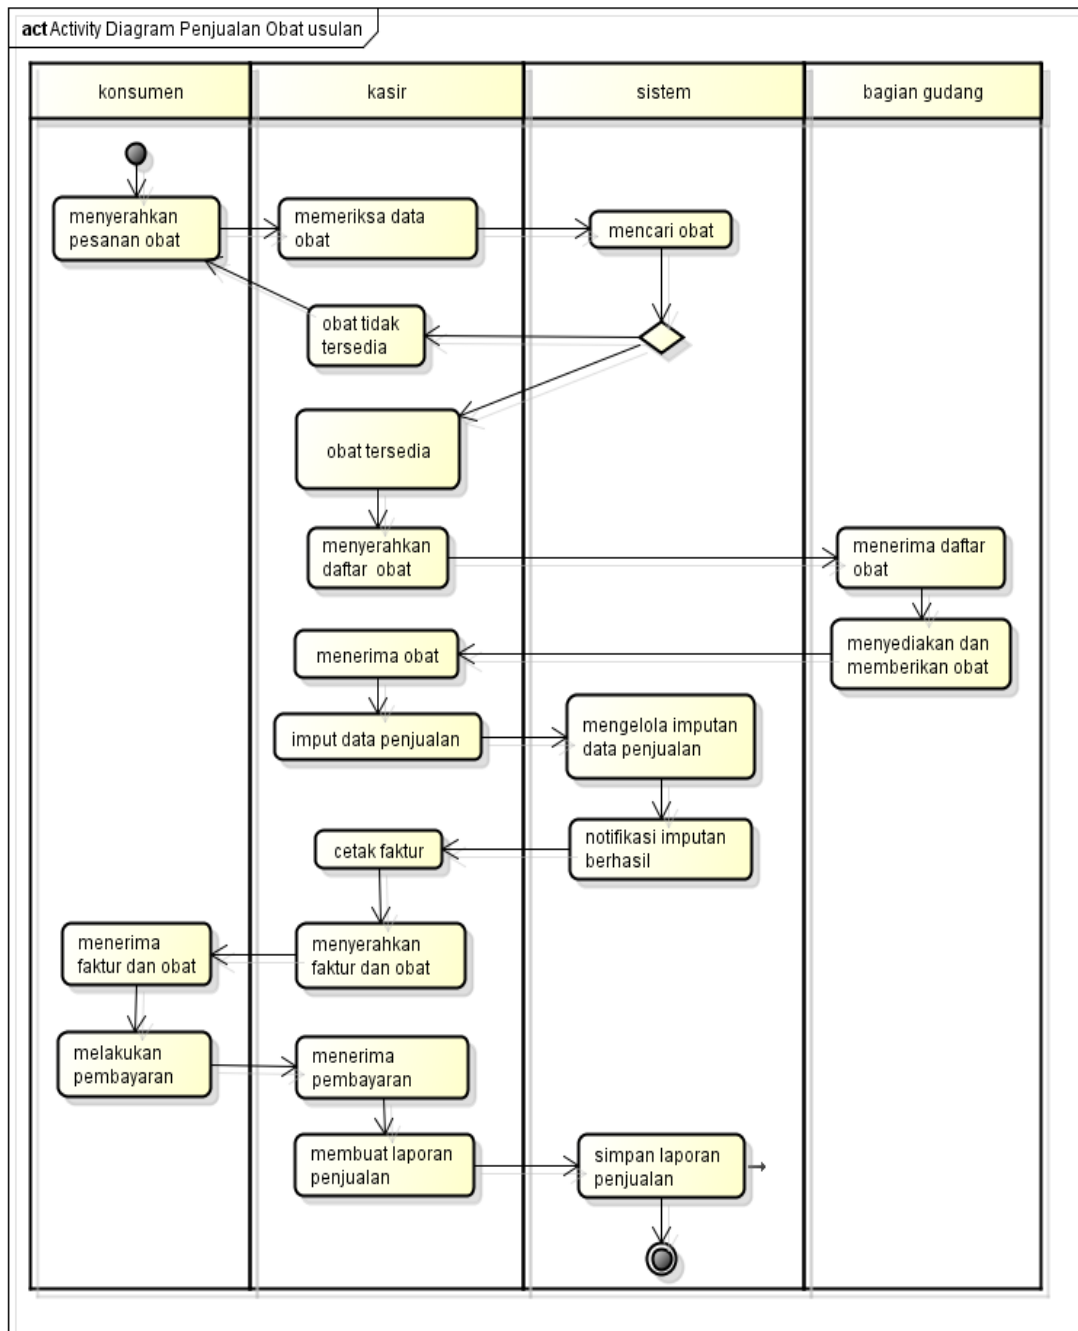 act Activity Diagram Penjualan Obat usulan
konsumen
kasir
sistem
bagian gudang
menyerahkan
pesanan obat
memeriksa data
obat
mencari obat
obat tidak
tersedia
obat tersedia
menyerahkan
daftar obat
menerima daftar
obat
menyediakan dan
memberikan obat
menerima obat
imput data penjualan
mengelola imputan
data penjualan
notifikasi imputan
berhasil
cetak faktur
menyerahkan
faktur dan obat
menerima
faktur dan obat
melakukan
pembayaran
menerima
pembayaran
membuat laporan
penjualan
simpan laporan
penjualan